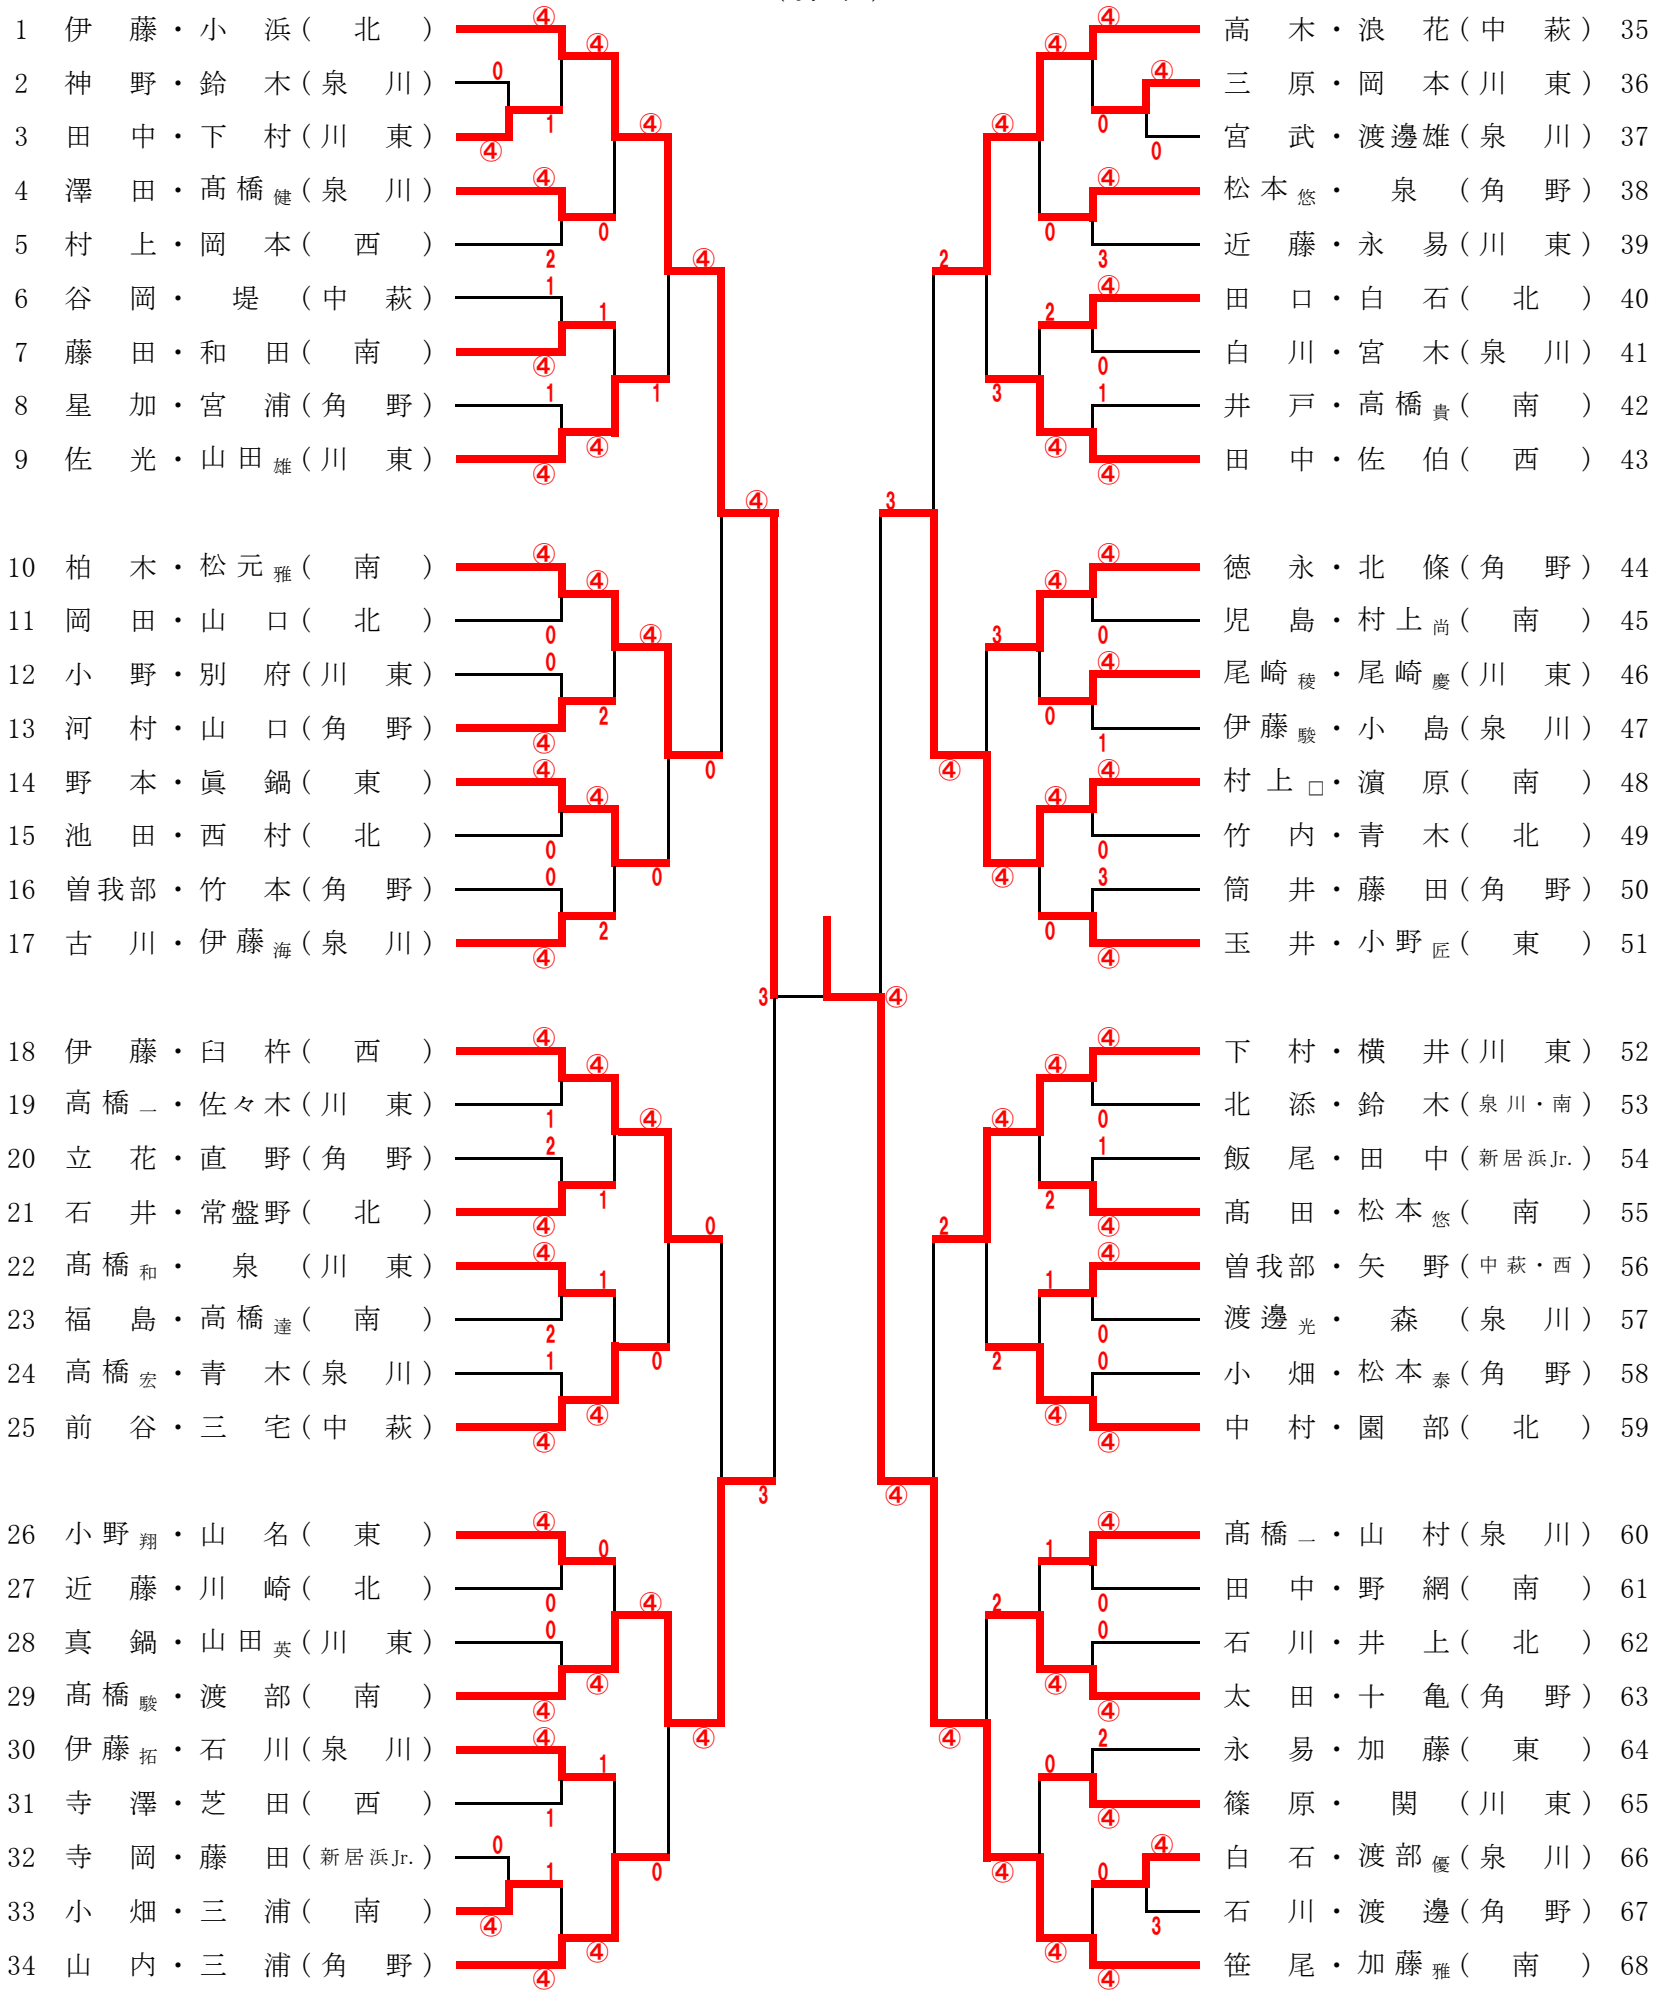 1 伊藤・小浜(北)
2 神野・鈴木(泉川)
3 田中・下村(川東)
4 澤田・髙橋健(泉川)
5 村上・岡本(西)
6 谷岡・堤(中萩)
7 藤田・和田(南)
8 星加・宮浦(角野)
9 佐光・山田雄(川東)
10 柏木・松元雅(南)
11 岡田・山口(北)
12 小野・別府(川東)
13 河村・山口(角野)
14 野本・眞鍋(東)
15 池田・西村(北)
16 曽我部・竹本(角野)
17 古川・伊藤海(泉川)
18 伊藤・臼杵(西)
19 高橋一・佐々木(川東)
20 立花・直野(角野)
21 石井・常盤野(北)
22 髙橋和・泉(川東)
23 福島・高橋達(南)
24 高橋宏・青木(泉川)
25 前谷・三宅(中萩)
26 小野翔・山名(東)
27 近藤・川崎(北)
28 真鍋・山田英(川東)
29 髙橋駿・渡部(南)
30 伊藤拓・石川(泉川)
31 寺澤・芝田(西)
32 寺岡・藤田(新居浜Jr.)
33 小畑・三浦(南)
34 山内・三浦(角野)
高木・浪花(中萩) 35
三原・岡本(川東) 36
宮武・渡邊雄(泉川) 37
松本悠・泉(角野) 38
近藤・永易(川東) 39
田口・白石(北) 40
白川・宮木(泉川) 41
井戸・高橋貴(南) 42
田中・佐伯(西) 43
徳永・北條(角野) 44
児島・村上尚(南) 45
尾崎稜・尾崎慶(川東) 46
伊藤駿・小島(泉川) 47
村上□・濵原(南) 48
竹内・青木(北) 49
筒井・藤田(角野) 50
玉井・小野匠(東) 51
下村・横井(川東) 52
北添・鈴木(泉川・南) 53
飯尾・田中(新居浜Jr.) 54
髙田・松本悠(南) 55
曽我部・矢野(中萩・西) 56
渡邊光・森(泉川) 57
小畑・松本泰(角野) 58
中村・園部(北) 59
髙橋一・山村(泉川) 60
田中・野網(南) 61
石川・井上(北) 62
太田・十亀(角野) 63
永易・加藤(東) 64
篠原・関(川東) 65
白石・渡部優(泉川) 66
石川・渡邊(角野) 67
笹尾・加藤雅(南) 68